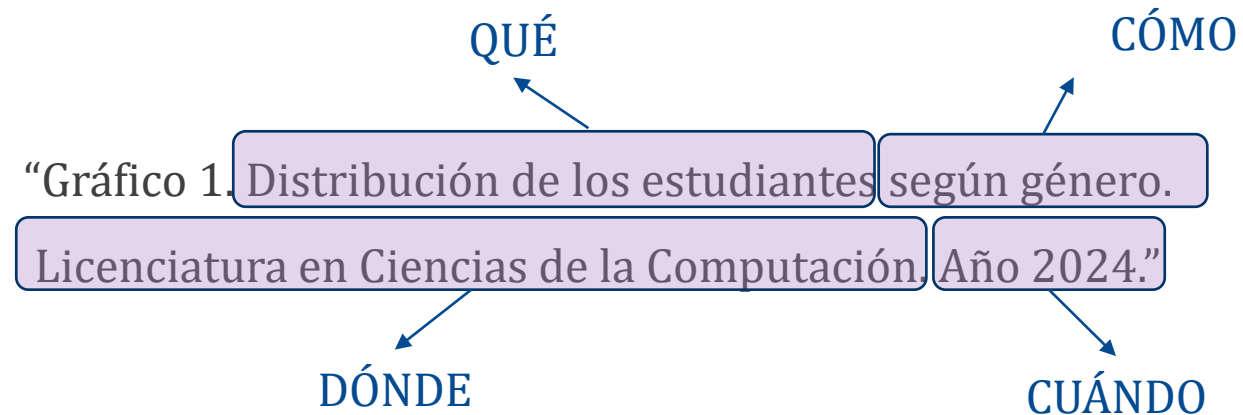 QUÉ
CÓMO
“Gráfico 1. Distribución de los estudiantes según género.
Licenciatura en Ciencias de la Computación. Año 2024.”
DÓNDE
CUÁNDO